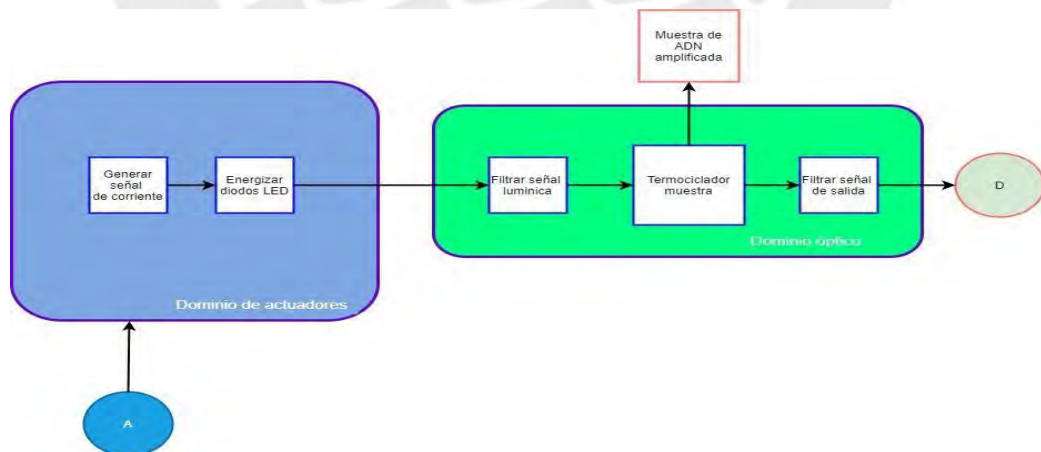 Muestra de
ADN
amplificada
Generar
señal
de corriente
Energizar
diodos LED
Filtrar señal
lumínica
Termociclador
muestra
Filtrar señal
de salida
D
Dominio óptico
Dominio de actuadores
A